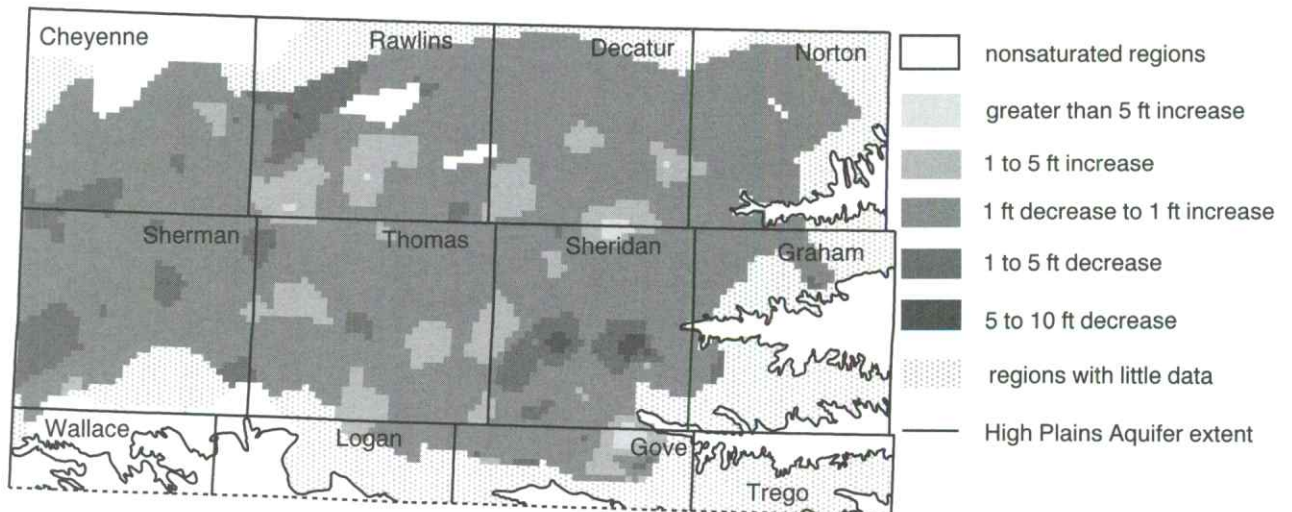 Cheyenne
Rawlins
Decatur
Norton
Sherman
Thomas
Sheridan
Graham
Wallace
Logan
Gove
Trego
nonsaturated regions
greater than 5 ft increase
1 to 5 ft increase
1 ft decrease to 1 ft increase
1 to 5 ft decrease
5 to 10 ft decrease
regions with little data
High Plains Aquifer extent